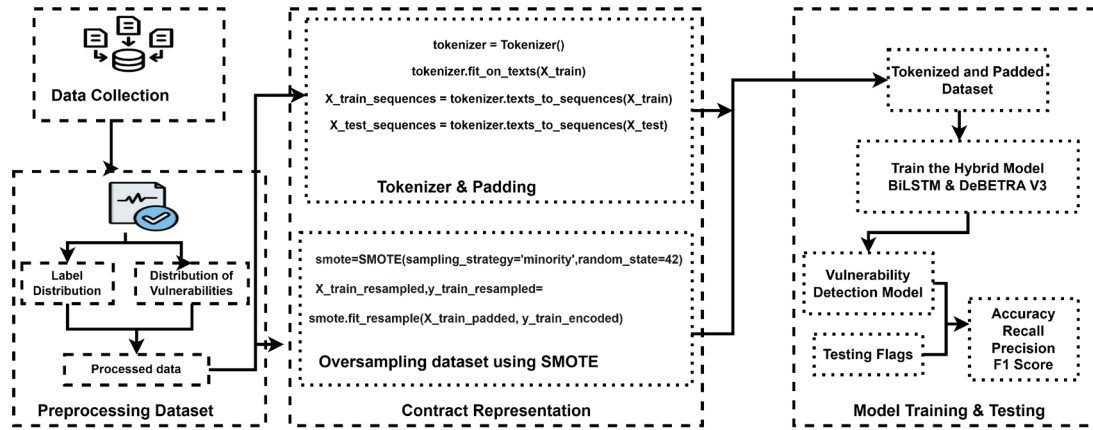 Data Collection
Label
Distribution
Distribution of
Vulnerabilities
Processed data
Preprocessing Dataset
tokenizer = Tokenizer()
tokenizer.fit_on_texts(X_train)
X_train_sequences = tokenizer.texts_to_sequences(X_train)
X_test_sequences = tokenizer.texts_to_sequences(X_test)
Tokenizer & Padding
smote=SMOTE(sampling_strategy='minority',random_state=42)
X_train_resampled,y_train_resampled=
smote.fit_resample(X_train_padded, y_train_encoded)
Oversampling dataset using SMOTE
Contract Representation
Tokenized and Padded
Dataset
Train the Hybrid Model
BiLSTM & DeBETRA V3
Vulnerability
Detection Model
Testing Flags
Accuracy
Recall
Precision
F1 Score
Model Training & Testing